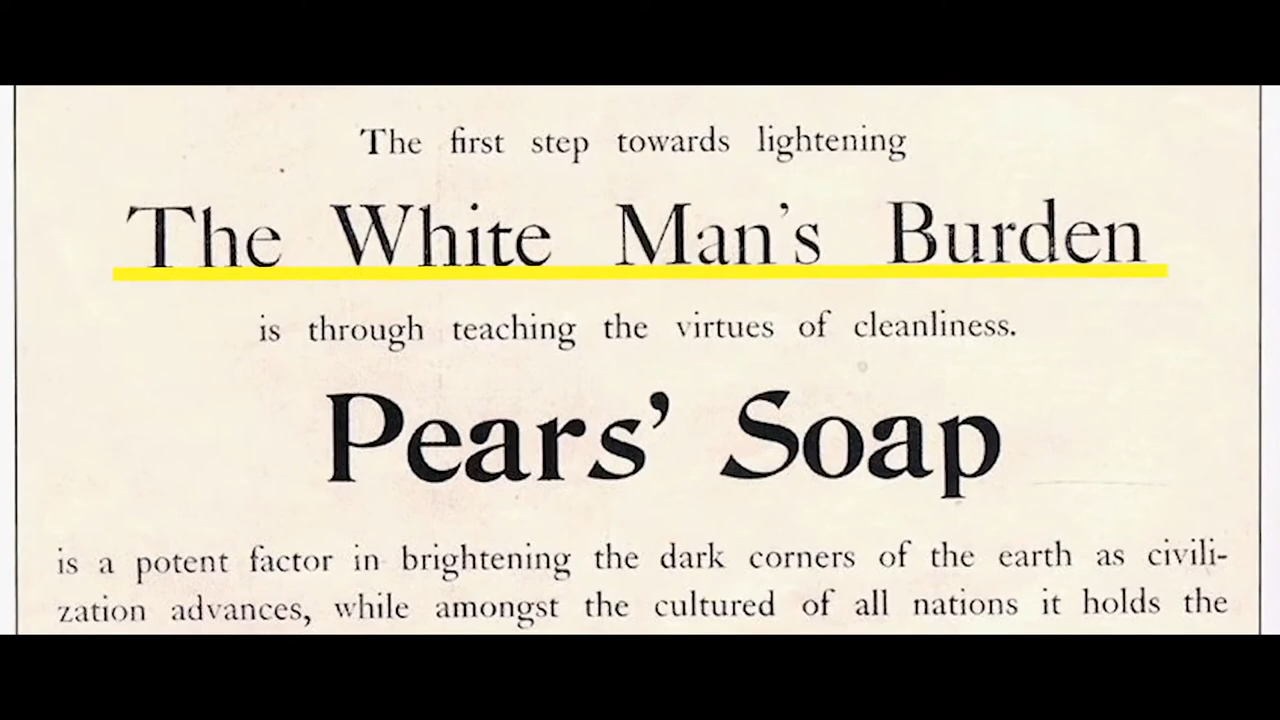 The first step towards lightening
The White Man's Burden
is through teaching the virtues of cleanliness.
Pears' Soap
is a potent factor in brightening the dark corners of the earth as civili-
zation advances, while amongst the cultured of all nations it holds the